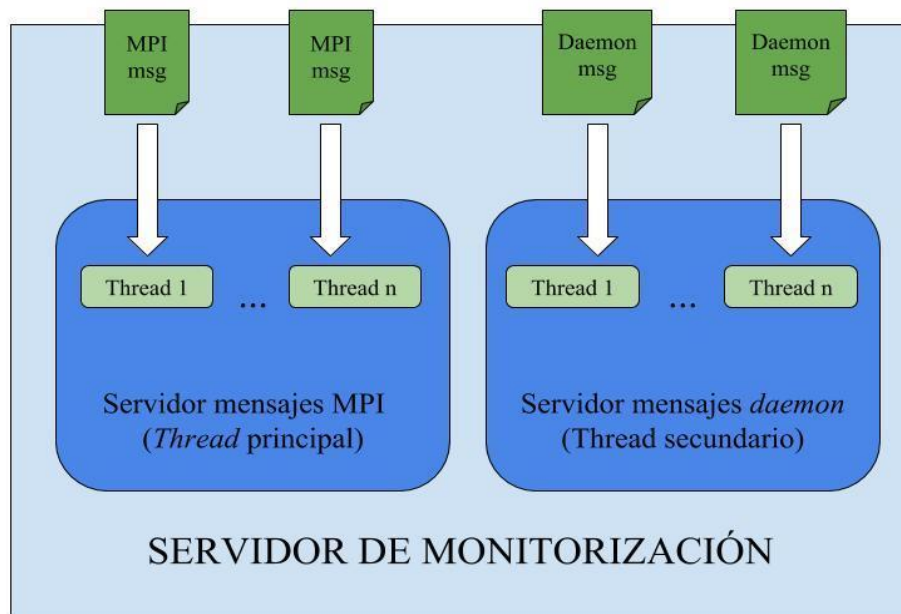 MPI
msg
MPI
msg
Daemon
msg
Daemon
msg
Thread 1
...
Thread n
Thread 1
...
Thread n
Servidor mensajes MPI
(Thread principal)
Servidor mensajes daemon
(Thread secundario)
SERVIDOR DE MONITORIZACIÓN